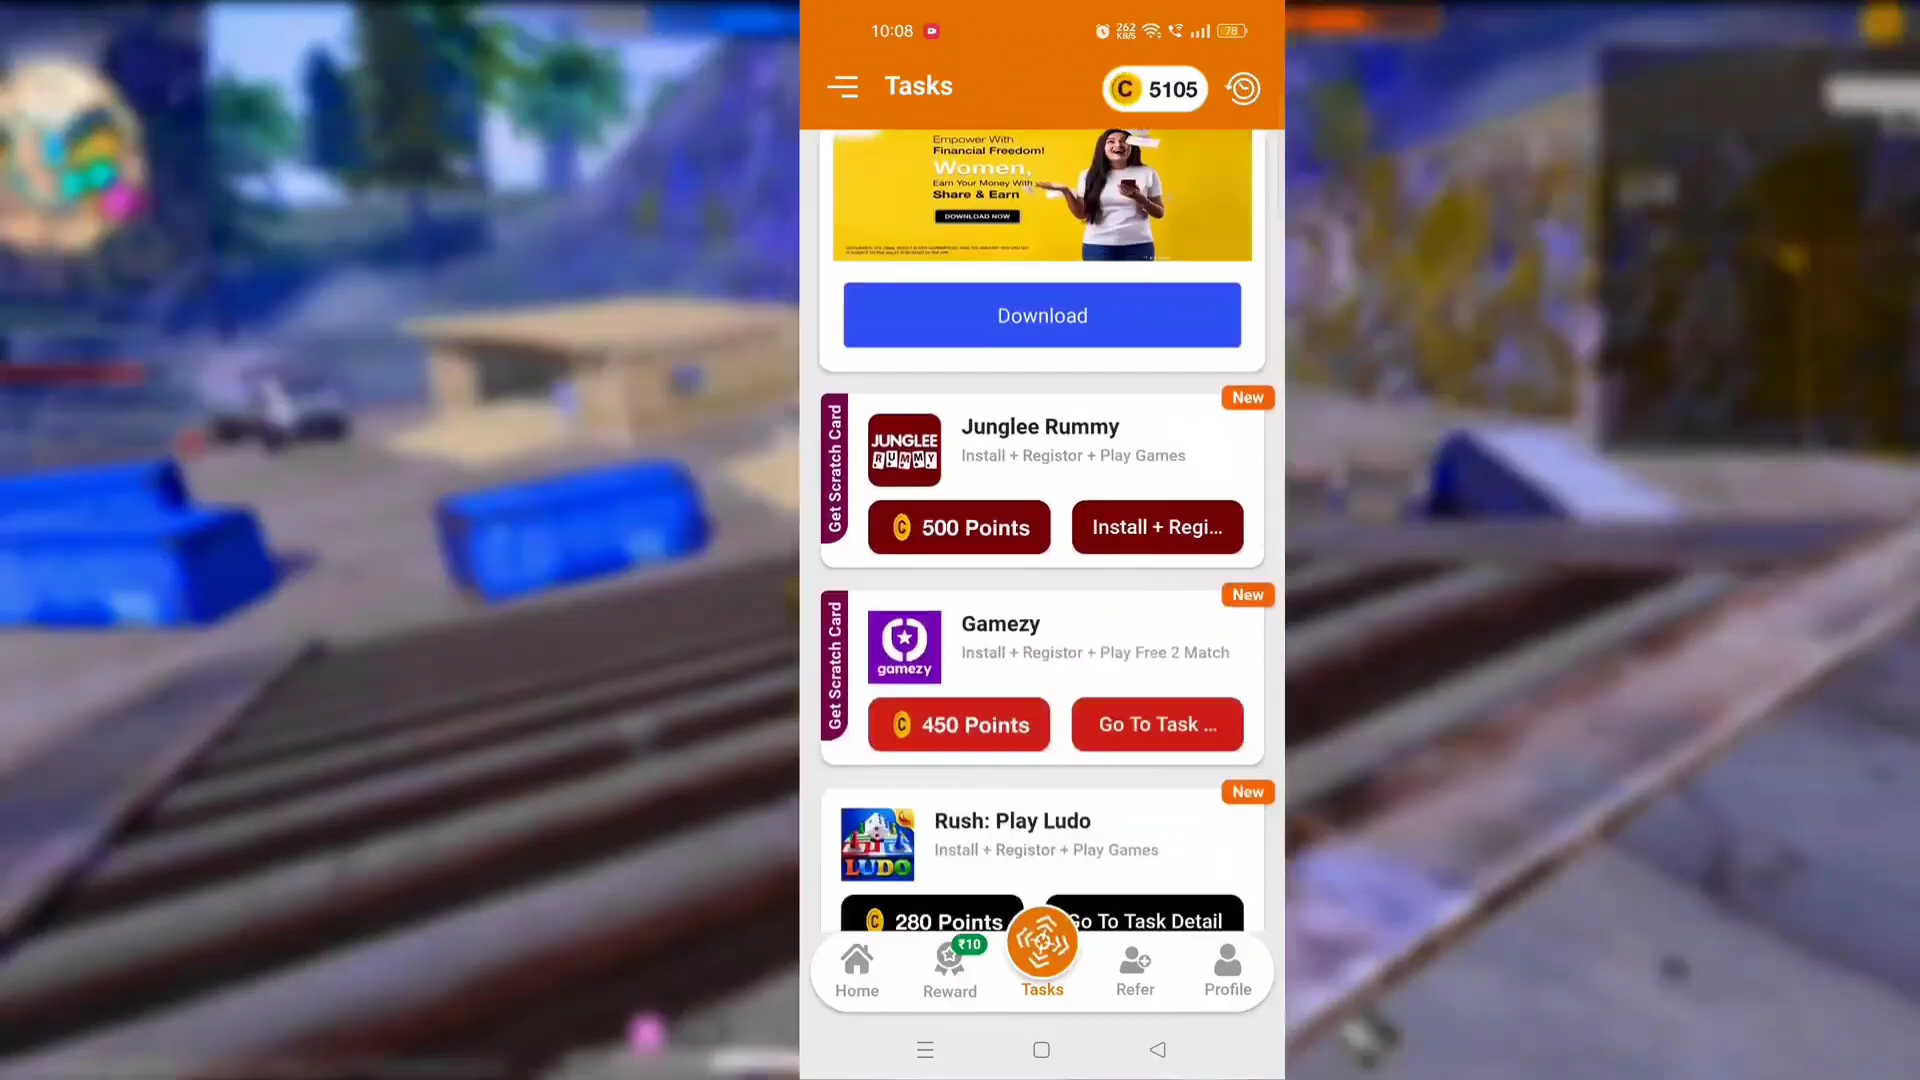 10:08
262
KB/S
78
Tasks
C 5105
Empower With
Financial Freedom!
Women,
Earn Your Money With
Share & Earn
DOWNLOAD NOW
Download
New
Get Scratch Card
JUNGLEE
RUMMY
Junglee Rummy
Install + Registor + Play Games
C 500 Points
Install + Regi...
New
Get Scratch Card
gamezy
Gamezy
Install + Registor + Play Free 2 Match
C 450 Points
Go To Task ...
New
LUDO
Rush: Play Ludo
Install + Registor + Play Games
C 280 Points
Go To Task Detail
₹10
Home
Reward
Tasks
Refer
Profile